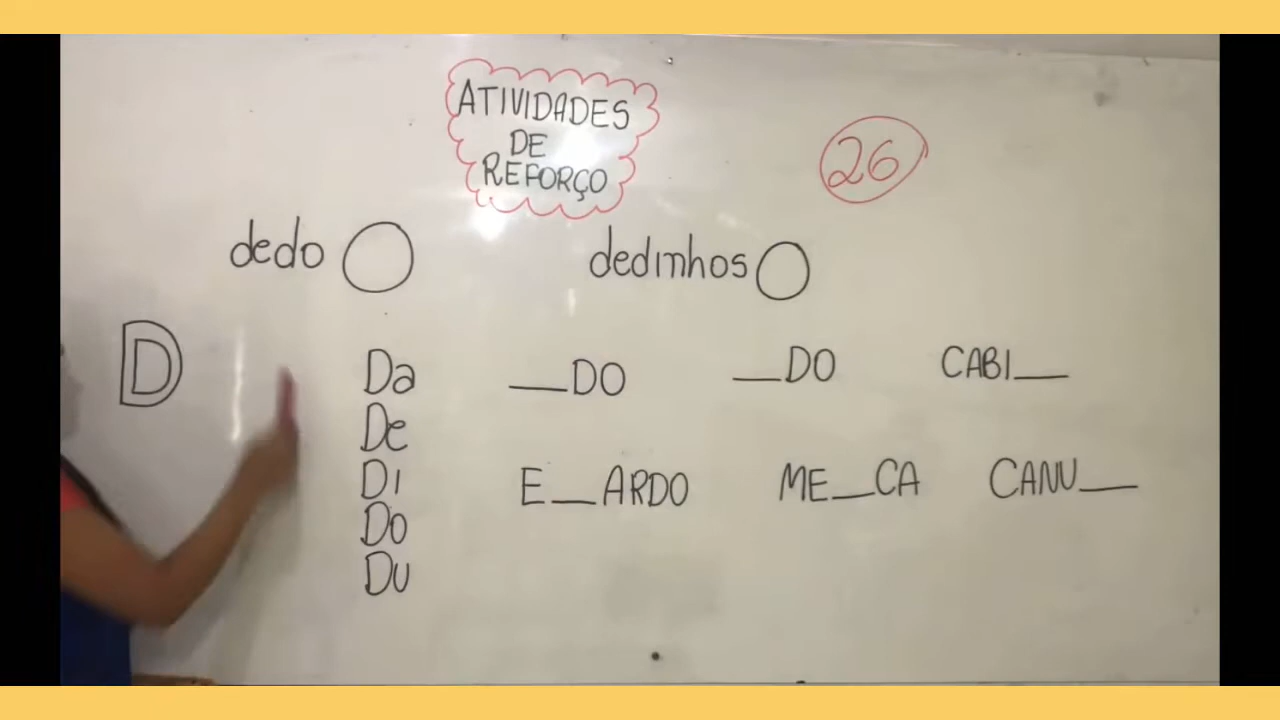 ATIVIDADES
DE
REFORÇO
26
dedo
dedinhos
D
Da
De
Di
Do
Du
__DO
__DO
CABI__
E__ARDO
ME__CA
CANU__